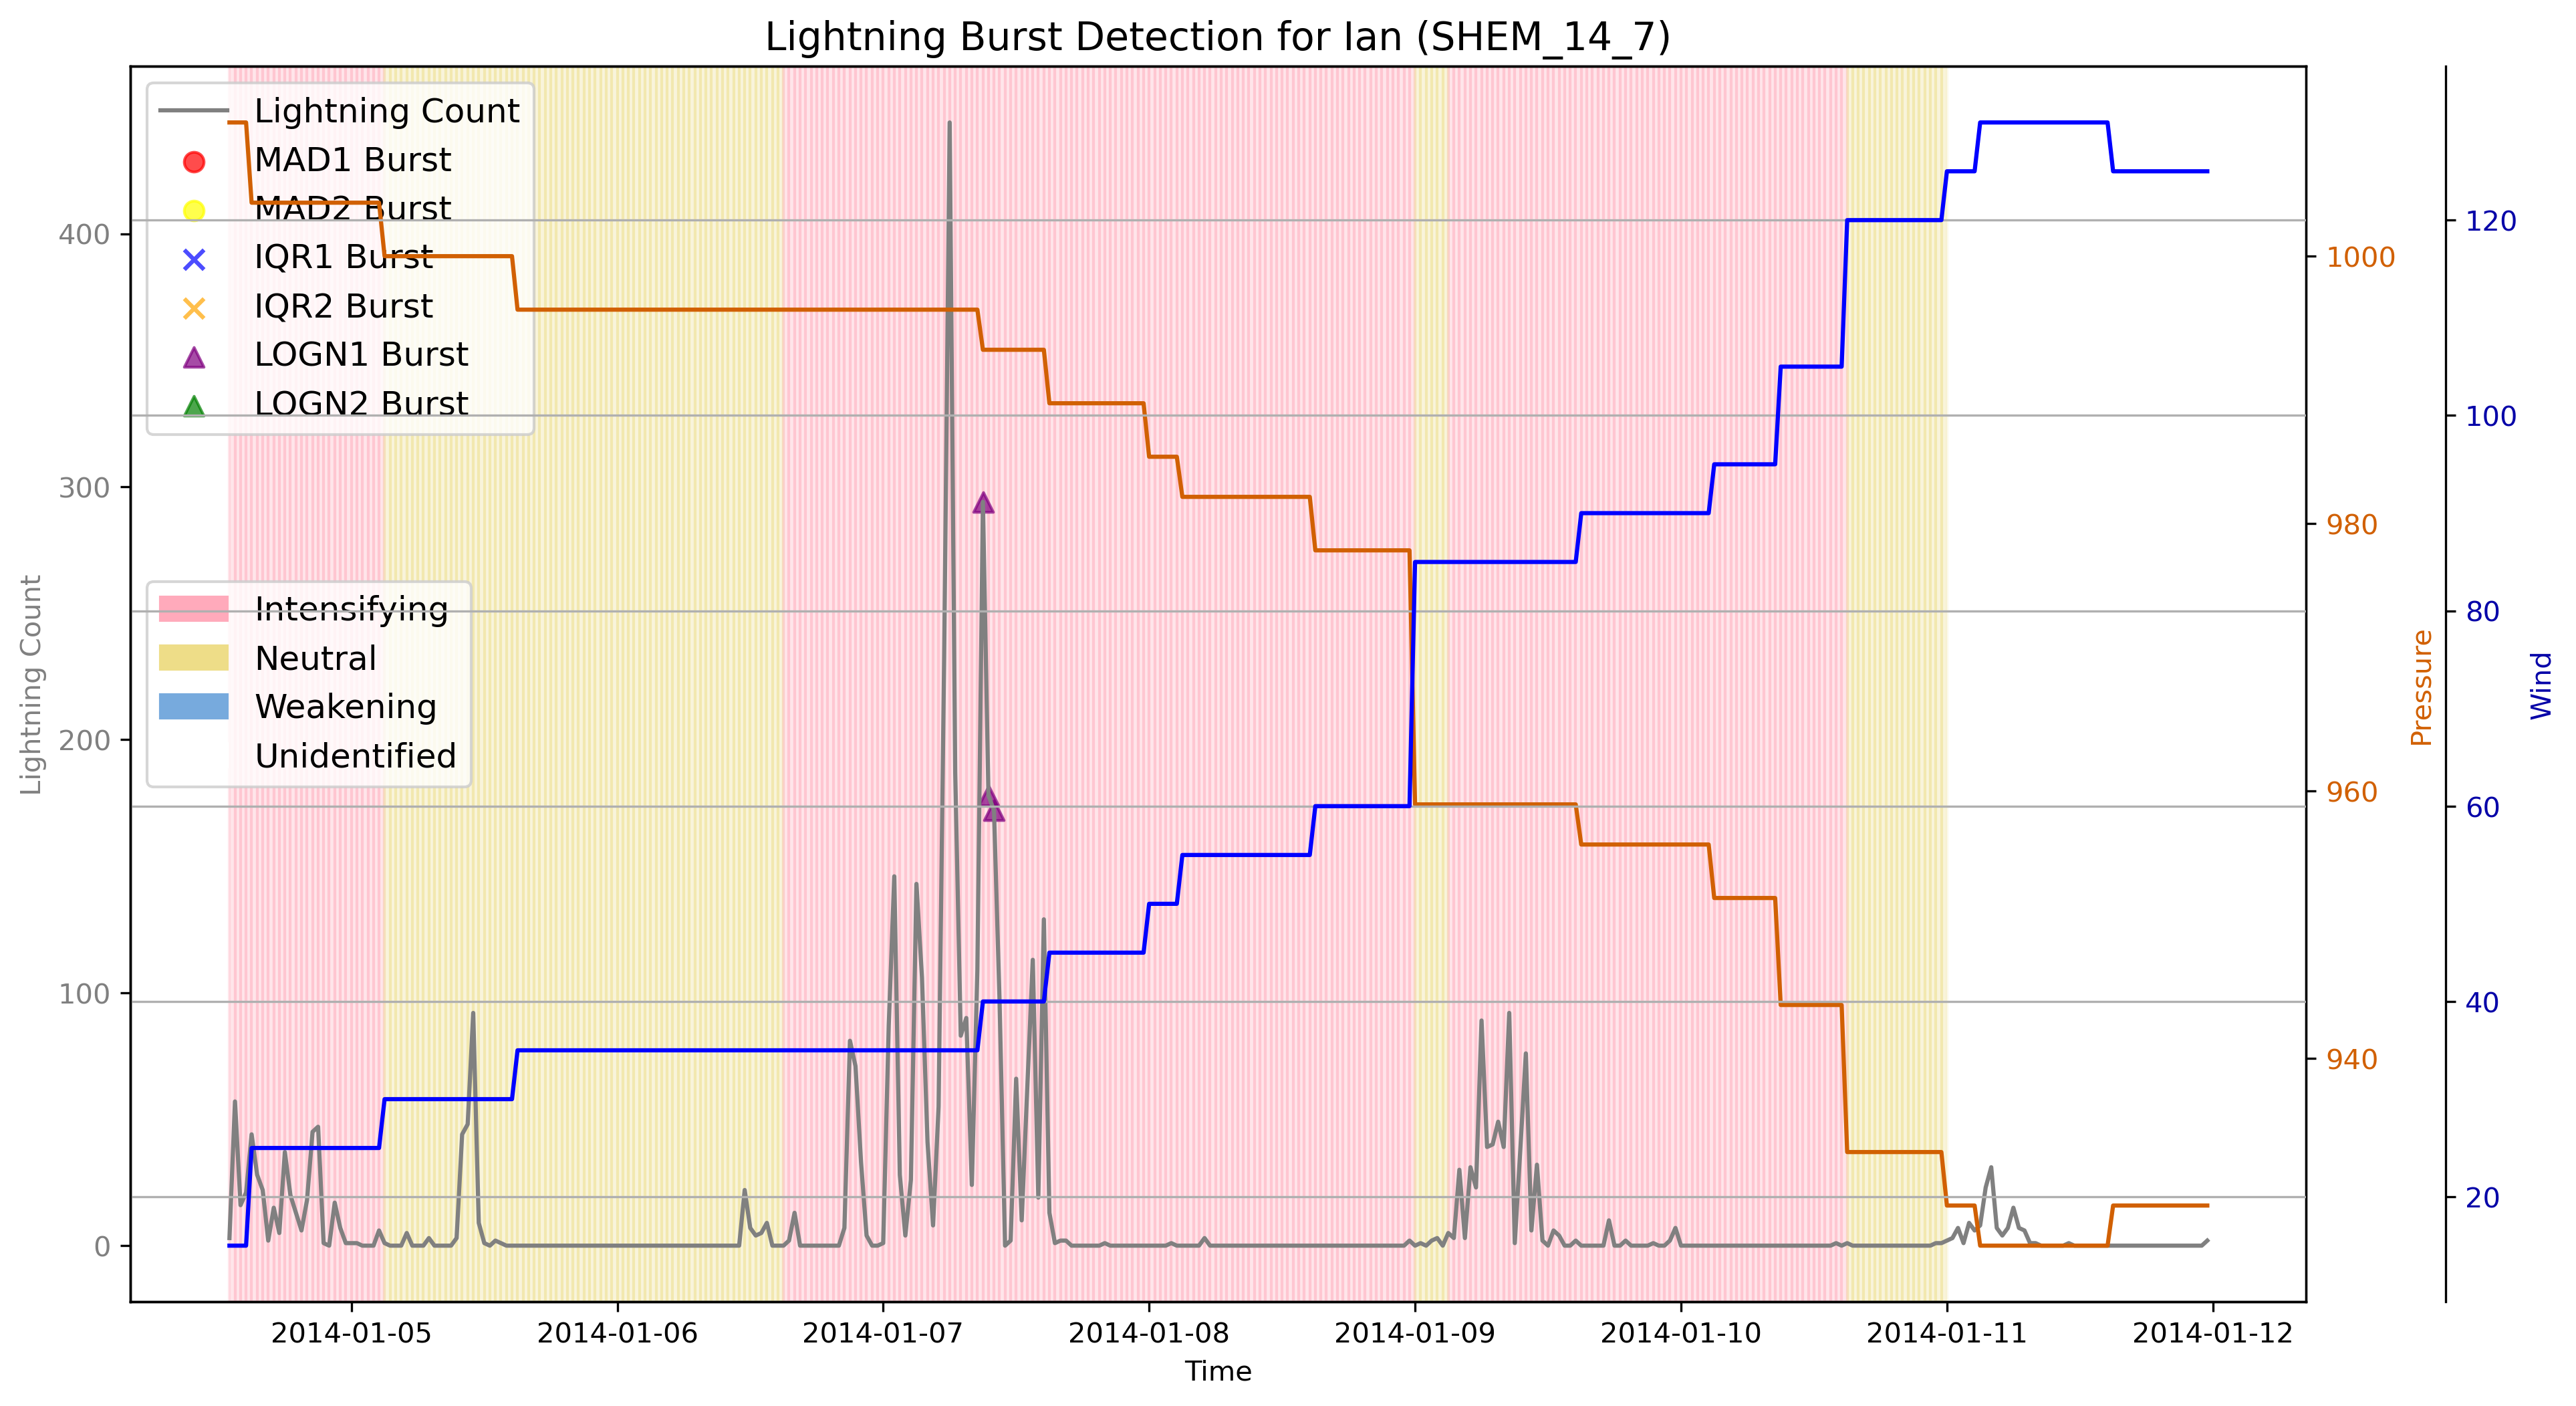 Lightning Burst Detection for Ian (SHEM_14_7)
Lightning Count
MAD1 Burst
MAD2 Burst
IQR1 Burst
IQR2 Burst
LOGN1 Burst
LOGN2 Burst
Intensifying
Neutral
Weakening
Unidentified
Lightning Count
400
300
200
100
0
1000
980
960
940
Pressure
120
100
80
60
40
20
Wind
2014-01-05 2014-01-06 2014-01-07 2014-01-08 2014-01-09 2014-01-10 2014-01-11 2014-01-12
Time